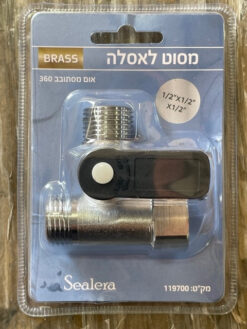 BRASS
מסוט לאסלה
אום מסתובב 360
1/2"X1/2"
X1/2"
Sealera
מק"ט: 119700